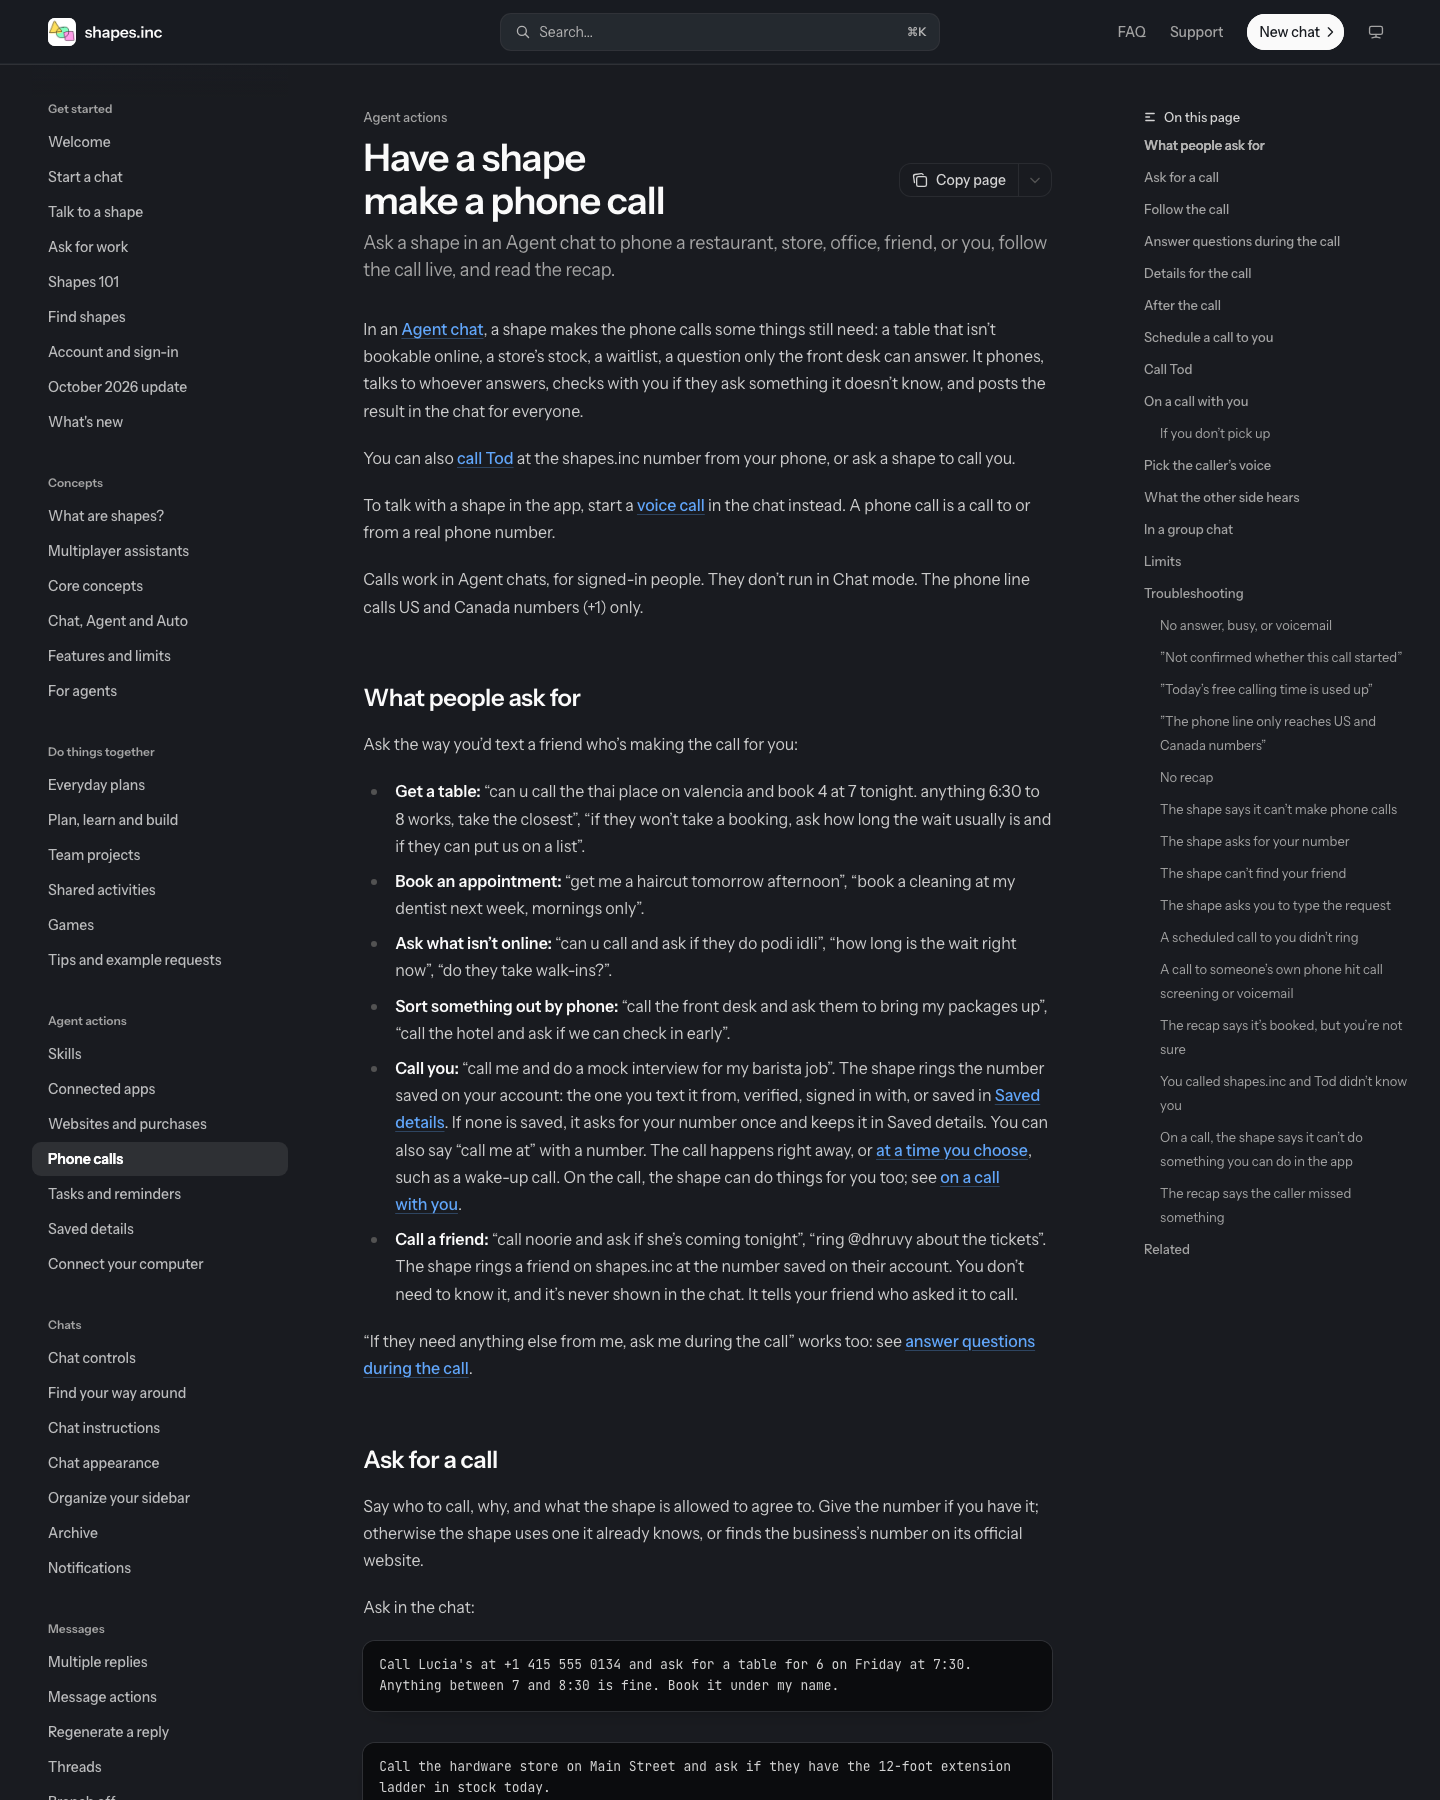 shapes.inc
Search...
⌘K
FAQ
Support
New chat
Get started
Welcome
Start a chat
Talk to a shape
Ask for work
Shapes 101
Find shapes
Account and sign-in
October 2026 update
What's new
Concepts
What are shapes?
Multiplayer assistants
Core concepts
Chat, Agent and Auto
Features and limits
For agents
Do things together
Everyday plans
Plan, learn and build
Team projects
Shared activities
Games
Tips and example requests
Agent actions
Skills
Connected apps
Websites and purchases
Phone calls
Tasks and reminders
Saved details
Connect your computer
Chats
Chat controls
Find your way around
Chat instructions
Chat appearance
Organize your sidebar
Archive
Notifications
Messages
Multiple replies
Message actions
Regenerate a reply
Threads
Branch off
Agent actions
Have a shape
make a phone call
Copy page
Ask a shape in an Agent chat to phone a restaurant, store, office, friend, or you, follow
the call live, and read the recap.
In an Agent chat, a shape makes the phone calls some things still need: a table that isn’t
bookable online, a store’s stock, a waitlist, a question only the front desk can answer. It phones,
talks to whoever answers, checks with you if they ask something it doesn’t know, and posts the
result in the chat for everyone.
You can also call Tod at the shapes.inc number from your phone, or ask a shape to call you.
To talk with a shape in the app, start a voice call in the chat instead. A phone call is a call to or
from a real phone number.
Calls work in Agent chats, for signed-in people. They don’t run in Chat mode. The phone line
calls US and Canada numbers (+1) only.
What people ask for
Ask the way you’d text a friend who’s making the call for you:
Get a table: “can u call the thai place on valencia and book 4 at 7 tonight. anything 6:30 to
8 works, take the closest”, “if they won’t take a booking, ask how long the wait usually is and
if they can put us on a list”.
Book an appointment: “get me a haircut tomorrow afternoon”, “book a cleaning at my
dentist next week, mornings only”.
Ask what isn’t online: “can u call and ask if they do podi idli”, “how long is the wait right
now”, “do they take walk-ins?”.
Sort something out by phone: “call the front desk and ask them to bring my packages up”,
“call the hotel and ask if we can check in early”.
Call you: “call me and do a mock interview for my barista job”. The shape rings the number
saved on your account: the one you text it from, verified, signed in with, or saved in Saved
details. If none is saved, it asks for your number once and keeps it in Saved details. You can
also say “call me at” with a number. The call happens right away, or at a time you choose,
such as a wake-up call. On the call, the shape can do things for you too; see on a call
with you.
Call a friend: “call noorie and ask if she’s coming tonight”, “ring @dhruvy about the tickets”.
The shape rings a friend on shapes.inc at the number saved on their account. You don’t
need to know it, and it’s never shown in the chat. It tells your friend who asked it to call.
“If they need anything else from me, ask me during the call” works too: see answer questions
during the call.
Ask for a call
Say who to call, why, and what the shape is allowed to agree to. Give the number if you have it;
otherwise the shape uses one it already knows, or finds the business’s number on its official
website.
Ask in the chat:
Call Lucia's at +1 415 555 0134 and ask for a table for 6 on Friday at 7:30.
Anything between 7 and 8:30 is fine. Book it under my name.
Call the hardware store on Main Street and ask if they have the 12-foot extension
ladder in stock today.
On this page
What people ask for
Ask for a call
Follow the call
Answer questions during the call
Details for the call
After the call
Schedule a call to you
Call Tod
On a call with you
If you don’t pick up
Pick the caller’s voice
What the other side hears
In a group chat
Limits
Troubleshooting
No answer, busy, or voicemail
”Not confirmed whether this call started”
”Today’s free calling time is used up”
”The phone line only reaches US and
Canada numbers”
No recap
The shape says it can’t make phone calls
The shape asks for your number
The shape can’t find your friend
The shape asks you to type the request
A scheduled call to you didn’t ring
A call to someone’s own phone hit call
screening or voicemail
The recap says it’s booked, but you’re not
sure
You called shapes.inc and Tod didn’t know
you
On a call, the shape says it can’t do
something you can do in the app
The recap says the caller missed
something
Related